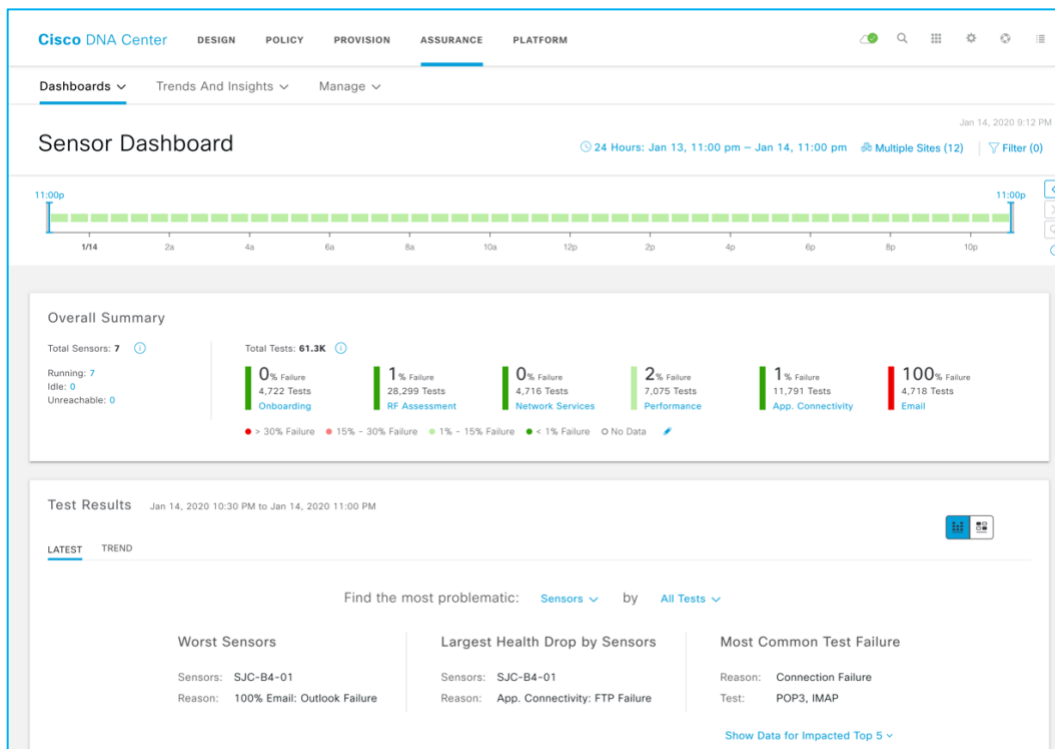 Cisco DNA Center DESIGN POLICY PROVISION ASSURANCE PLATFORM
Dashboards Trends And Insights Manage
Jan 14, 2020 9:12 PM
Sensor Dashboard
24 Hours: Jan 13, 11:00 pm – Jan 14, 11:00 pm Multiple Sites (12) Filter (0)
11:00p 11:00p
1/14 2a 4a 6a 8a 10a 12p 2p 4p 6p 8p 10p
Overall Summary
Total Sensors: 7 Total Tests: 61.3K
Running: 7
Idle: 0
Unreachable: 0
0% Failure 1% Failure 0% Failure 2% Failure 1% Failure 100% Failure
4,722 Tests 28,299 Tests 4,716 Tests 7,075 Tests 11,791 Tests 4,718 Tests
Onboarding RF Assessment Network Services Performance App. Connectivity Email
> 30% Failure 15% - 30% Failure 1% - 15% Failure < 1% Failure No Data
Test Results Jan 14, 2020 10:30 PM to Jan 14, 2020 11:00 PM
LATEST TREND
Find the most problematic: Sensors by All Tests
Worst Sensors Largest Health Drop by Sensors Most Common Test Failure
Sensors: SJC-B4-01 Sensors: SJC-B4-01 Reason: Connection Failure
Reason: 100% Email: Outlook Failure Reason: App. Connectivity: FTP Failure Test: POP3, IMAP
Show Data for Impacted Top 5